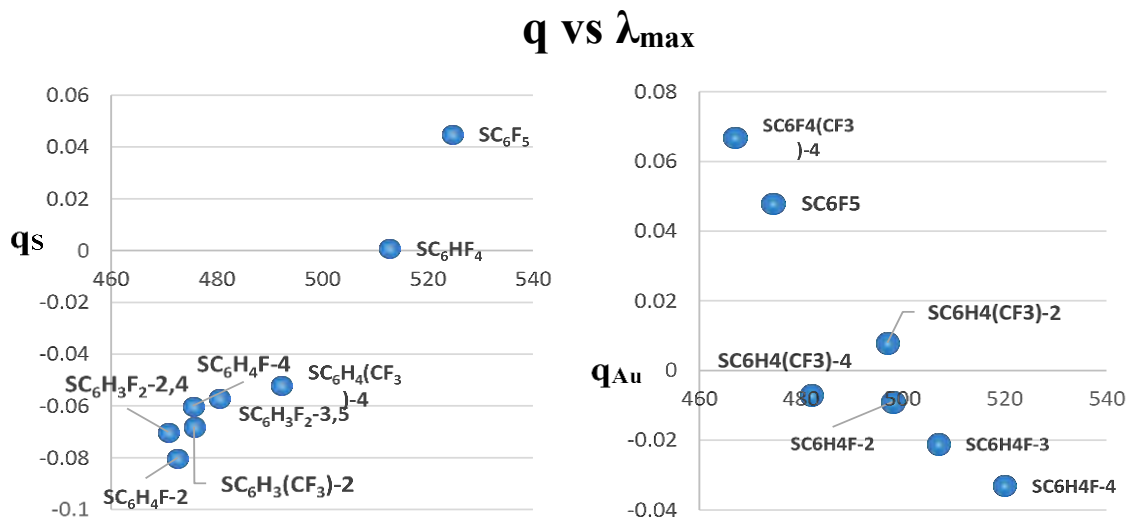 q vs λmax
0.06
0.04
0.02
0
-0.02
-0.04
-0.06
-0.08
-0.1
qS
460 480 500 520 540
SC₆F₅
SC₆HF₄
SC₆H₄F-4
SC₆H₃F₂-2,4
SC₆H₄(CF₃
)-4
SC₆H₃F₂-3,5
SC₆H₃(CF₃)-2
SC₆H₄F-2
0.08
0.06
0.04
0.02
0
-0.02
-0.04
qAu
460 480 500 520 540
SC6F4(CF3
)-4
SC6F5
SC6H4(CF3)-2
SC6H4(CF3)-4
SC6H4F-2
SC6H4F-3
SC6H4F-4